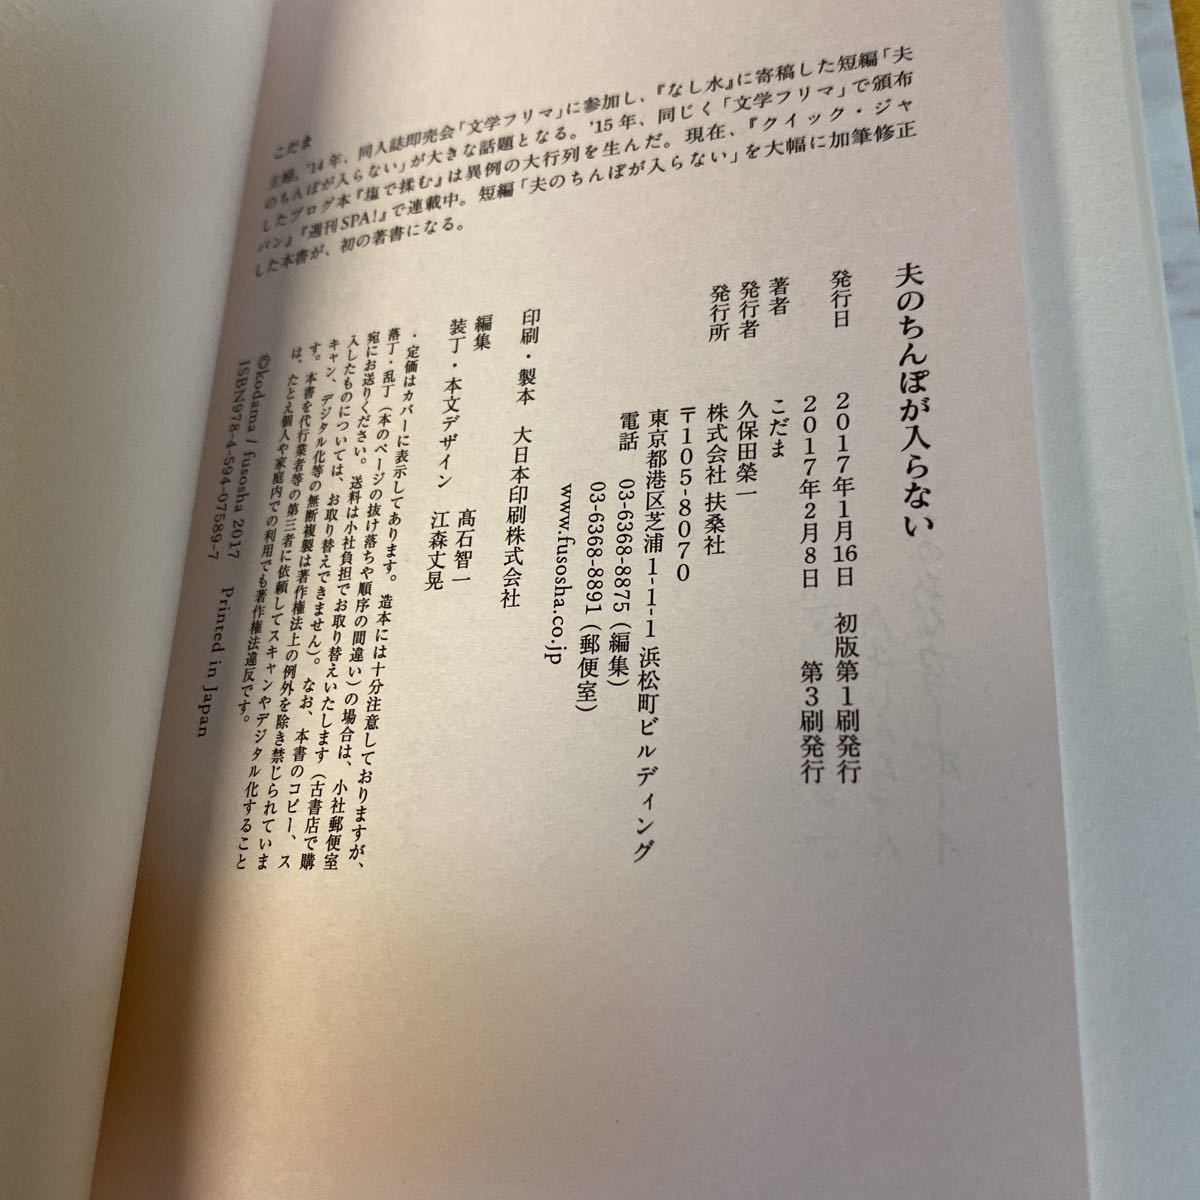 こだま
主婦。’14年、同人誌即売会「文学フリマ」に参加し、『なし水』に寄稿した短編「夫
のちんぽが入らない」が大きな話題となる。’15年、同じく「文学フリマ」で頒布
したブログ本『塩で揉む』は異例の大行列を生んだ。現在、『クイック・ジャ
パン』『週刊SPA!』で連載中。短編「夫のちんぽが入らない」を大幅に加筆修正
した本書が、初の著書になる。
夫のちんぽが入らない
発行日 2017年1月16日 初版第1刷発行
2017年2月8日 第3刷発行
著者 こだま
発行者 久保田榮一
発行所 株式会社 扶桑社
〒105-8070
東京都港区芝浦1-1-1 浜松町ビルディング
電話 03-6368-8875(編集)
03-6368-8891(郵便室)
www.fusosha.co.jp
印刷・製本 大日本印刷株式会社
編集 髙石智一
装丁・本文デザイン 江森丈晃
・定価はカバーに表示してあります。造本には十分注意しておりますが、
落丁・乱丁(本のページの抜け落ちや順序の間違い)の場合は、小社郵便室
宛にお送りください。送料は小社負担でお取り替えいたします(古書店で購
入したものについては、お取り替えできません)。なお、本書のコピー、ス
キャン、デジタル化等の無断複製は著作権法上の例外を除き禁じられていま
す。本書を代行業者等の第三者に依頼してスキャンやデジタル化すること
は、たとえ個人や家庭内での利用でも著作権法違反です。
©kodama / fusosha 2017 Printed in Japan
ISBN978-4-594-07589-7